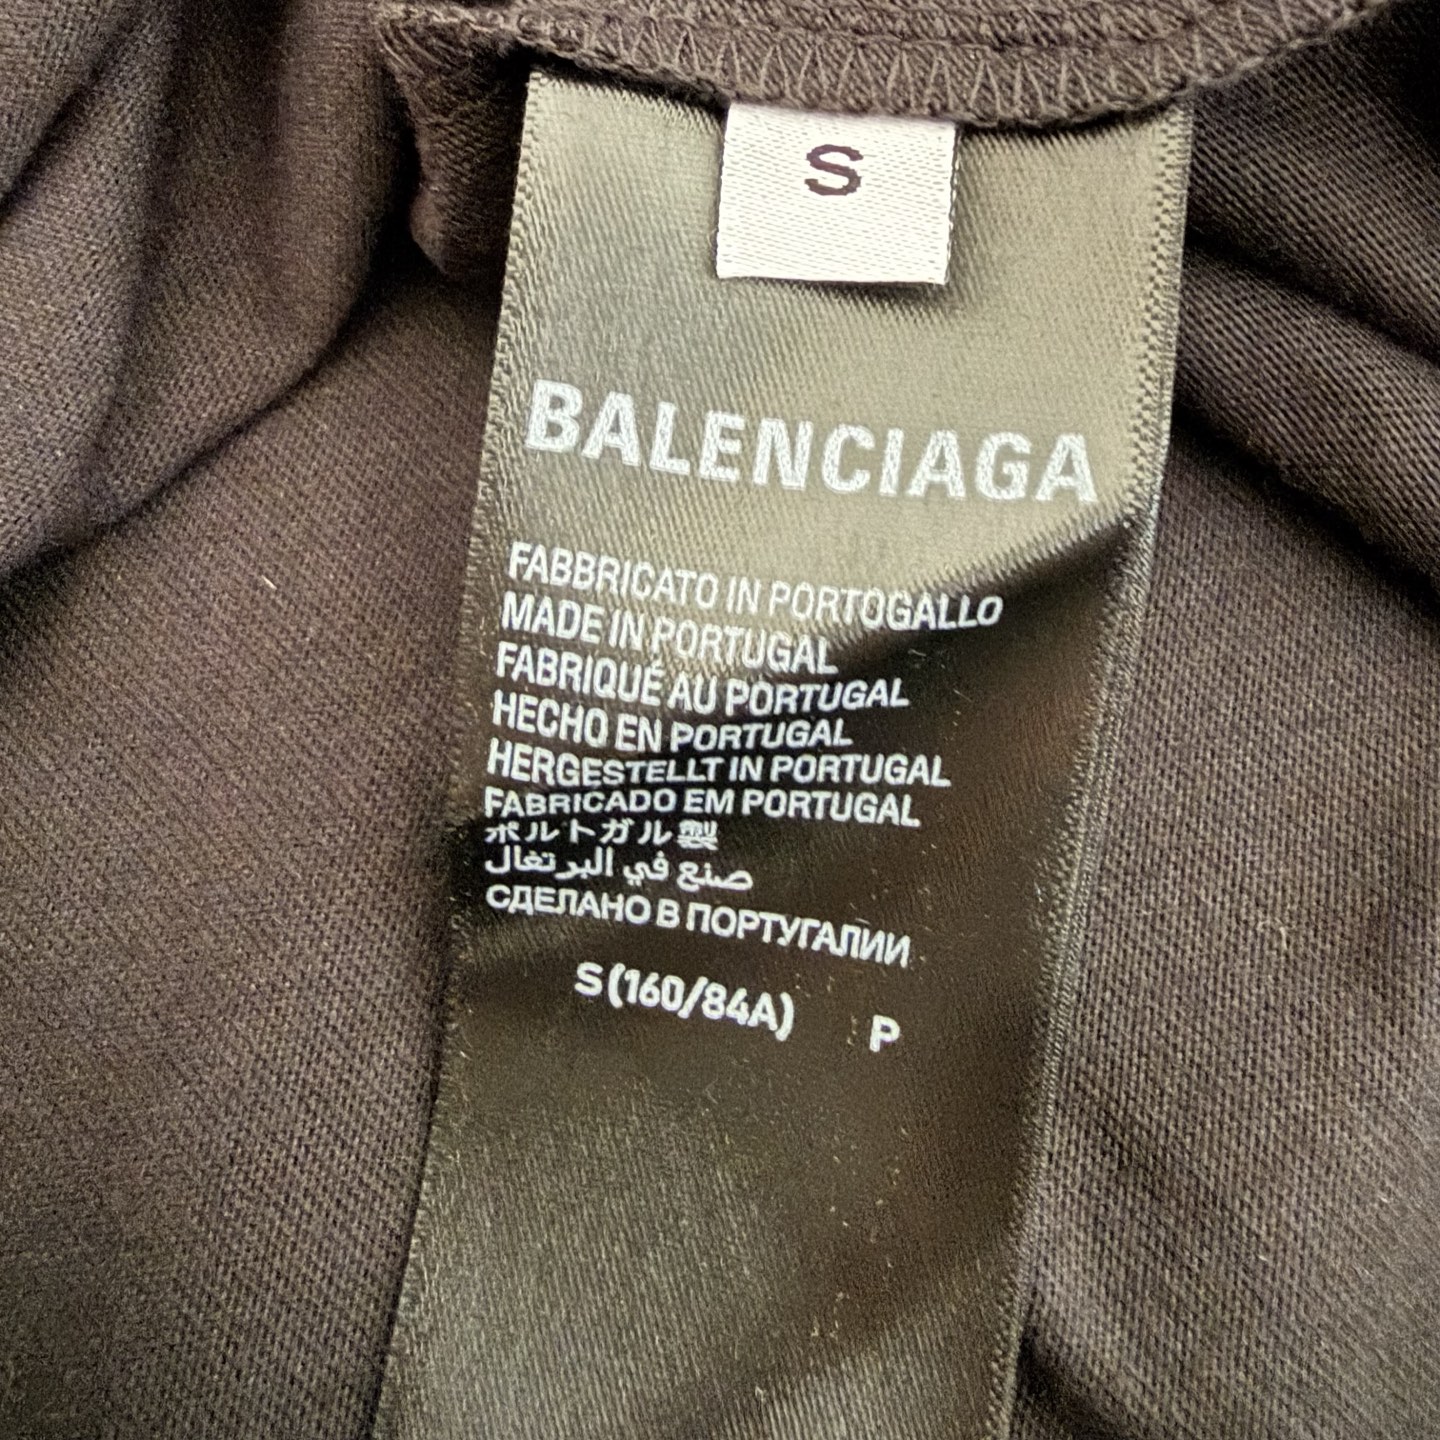 S
BALENCIAGA
FABBRICATO IN PORTOGALLO
MADE IN PORTUGAL
FABRIQUÉ AU PORTUGAL
HECHO EN PORTUGAL
HERGESTELLT IN PORTUGAL
FABRICADO EM PORTUGAL
ポルトガル製
صنع في البرتغال
СДЕЛАНО В ПОРТУГАЛИИ
S (160/84A) P